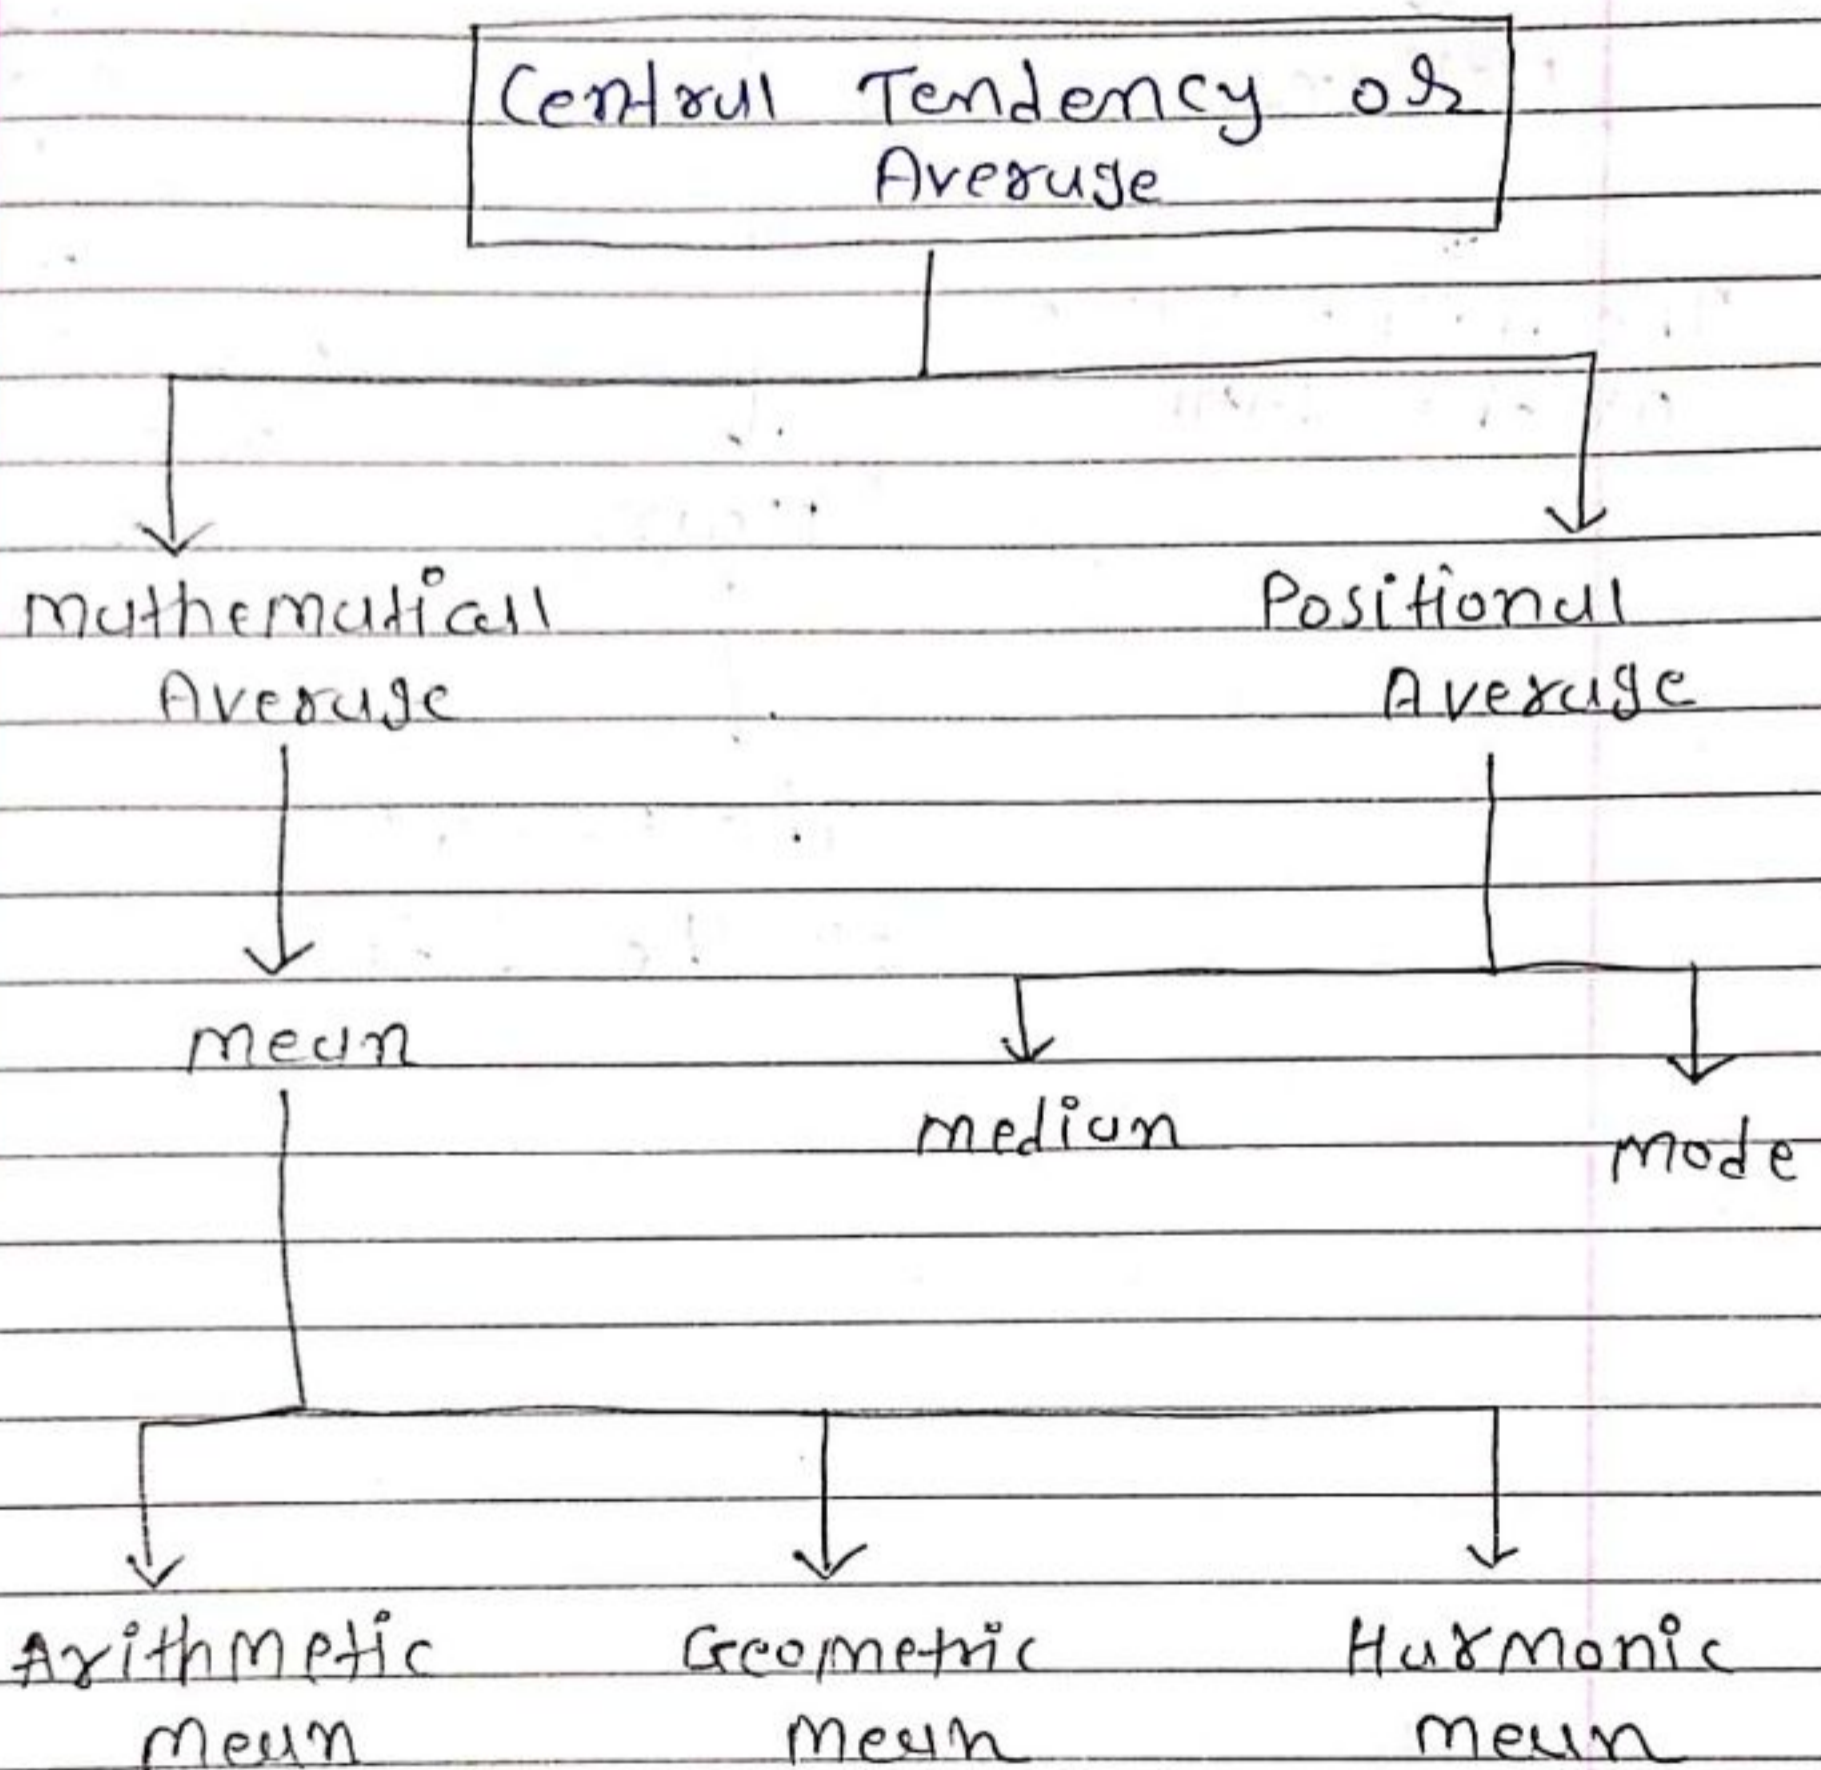 Central Tendency or
Average
Mathematical
Average
Positional
Average
Mean
Median
Mode
Arithmetic
Mean
Geometric
Mean
Harmonic
Mean